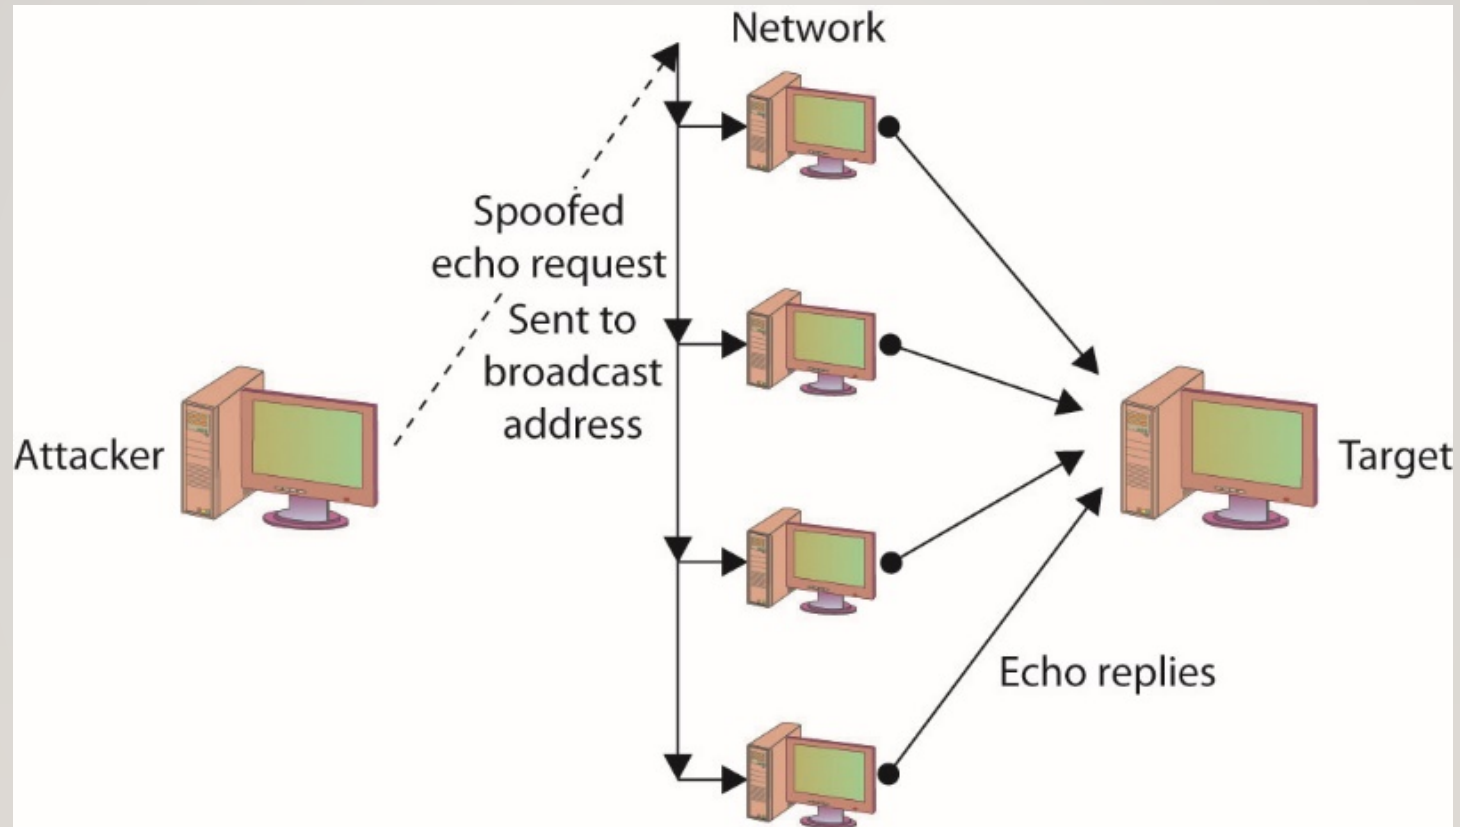 Network
Spoofed
echo request
Sent to
broadcast
address
Attacker
Target
Echo replies